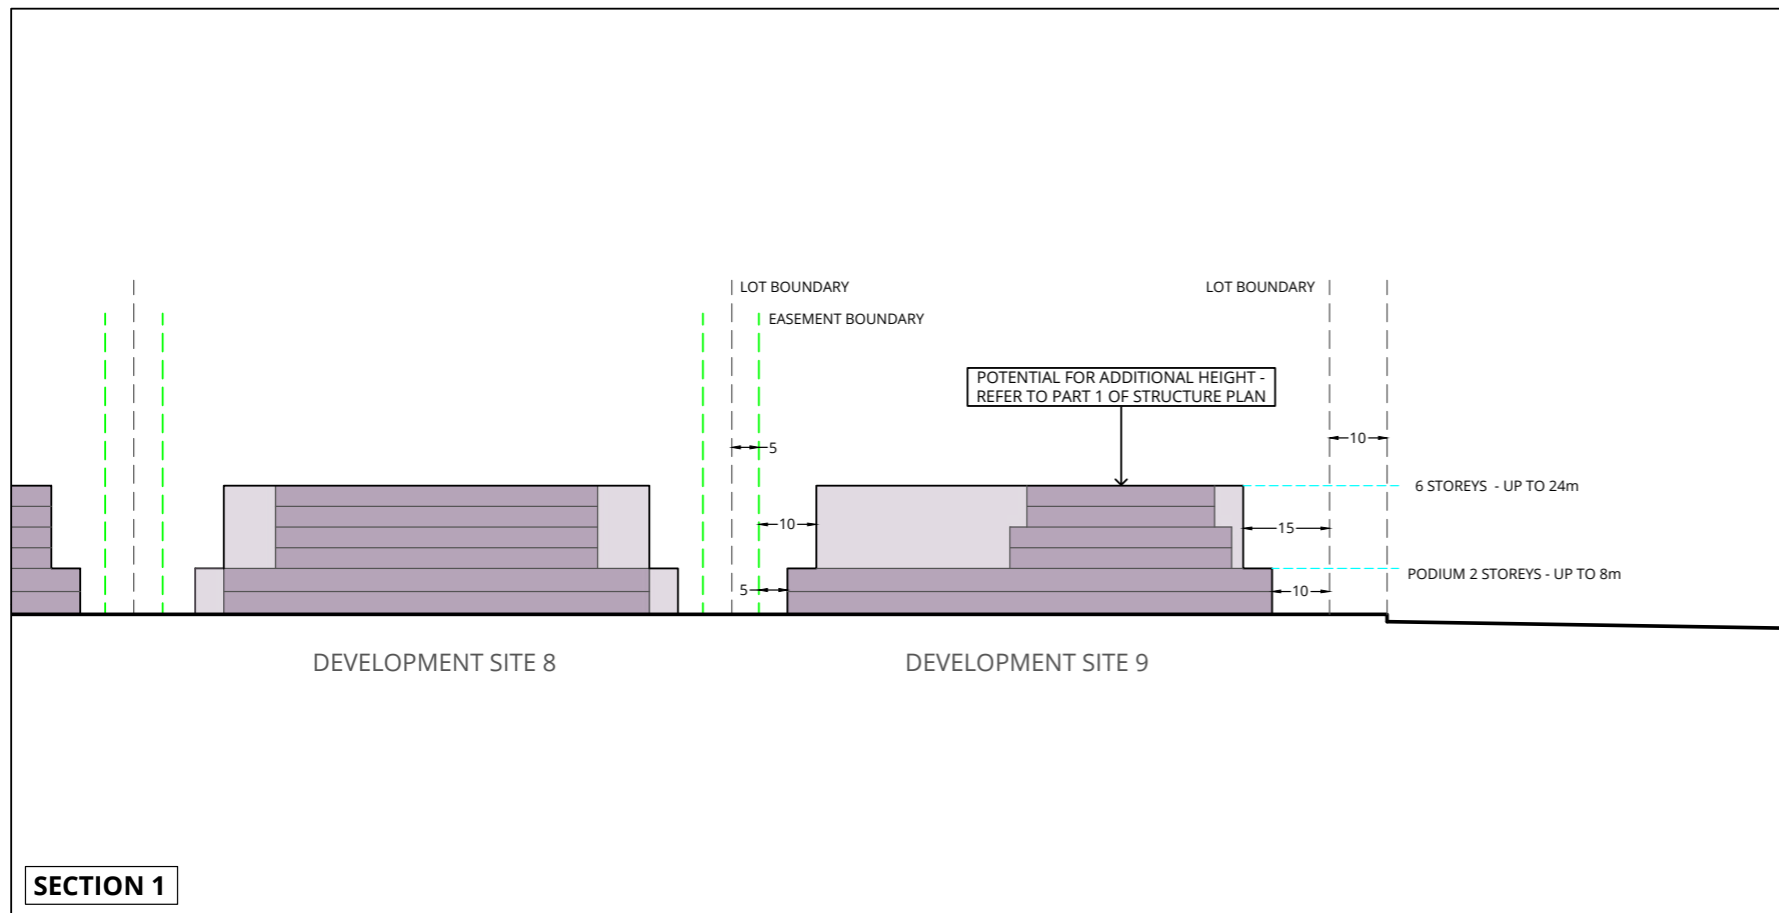 LOT BOUNDARY
LOT BOUNDARY
EASEMENT BOUNDARY
POTENTIAL FOR ADDITIONAL HEIGHT -
REFER TO PART 1 OF STRUCTURE PLAN
5
10
6 STOREYS - UP TO 24m
10
15
PODIUM 2 STOREYS - UP TO 8m
5
10
DEVELOPMENT SITE 8
DEVELOPMENT SITE 9
SECTION 1